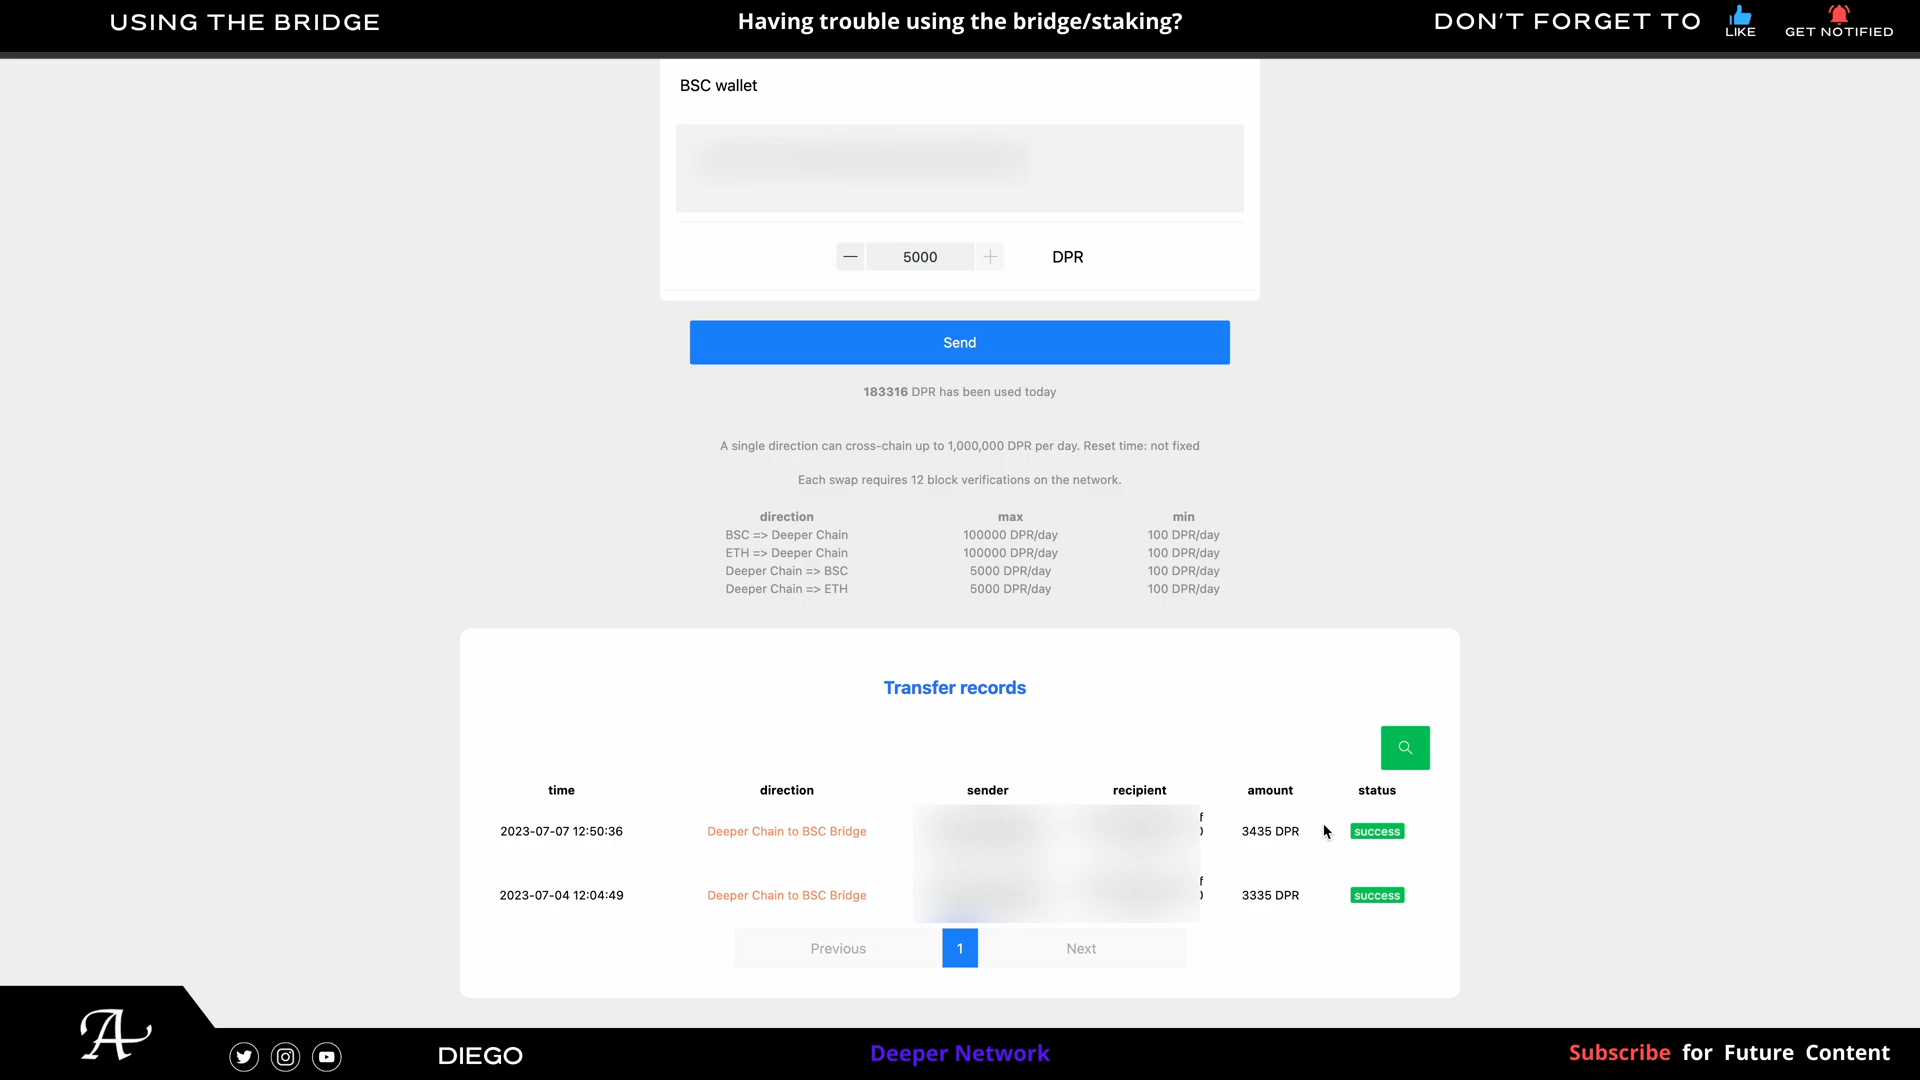 USING THE BRIDGE
Having trouble using the bridge/staking?
DON'T FORGET TO
LIKE
GET NOTIFIED
BSC wallet
5000 DPR
Send
183316 DPR has been used today
A single direction can cross-chain up to 1,000,000 DPR per day. Reset time: not fixed
Each swap requires 12 block verifications on the network.
direction max min
BSC => Deeper Chain 100000 DPR/day 100 DPR/day
ETH => Deeper Chain 100000 DPR/day 100 DPR/day
Deeper Chain => BSC 5000 DPR/day 100 DPR/day
Deeper Chain => ETH 5000 DPR/day 100 DPR/day
Transfer records
time direction sender recipient amount status
2023-07-07 12:50:36 Deeper Chain to BSC Bridge 3435 DPR success
2023-07-04 12:04:49 Deeper Chain to BSC Bridge 3335 DPR success
Previous 1 Next
A
DIEGO
Deeper Network
Subscribe for Future Content